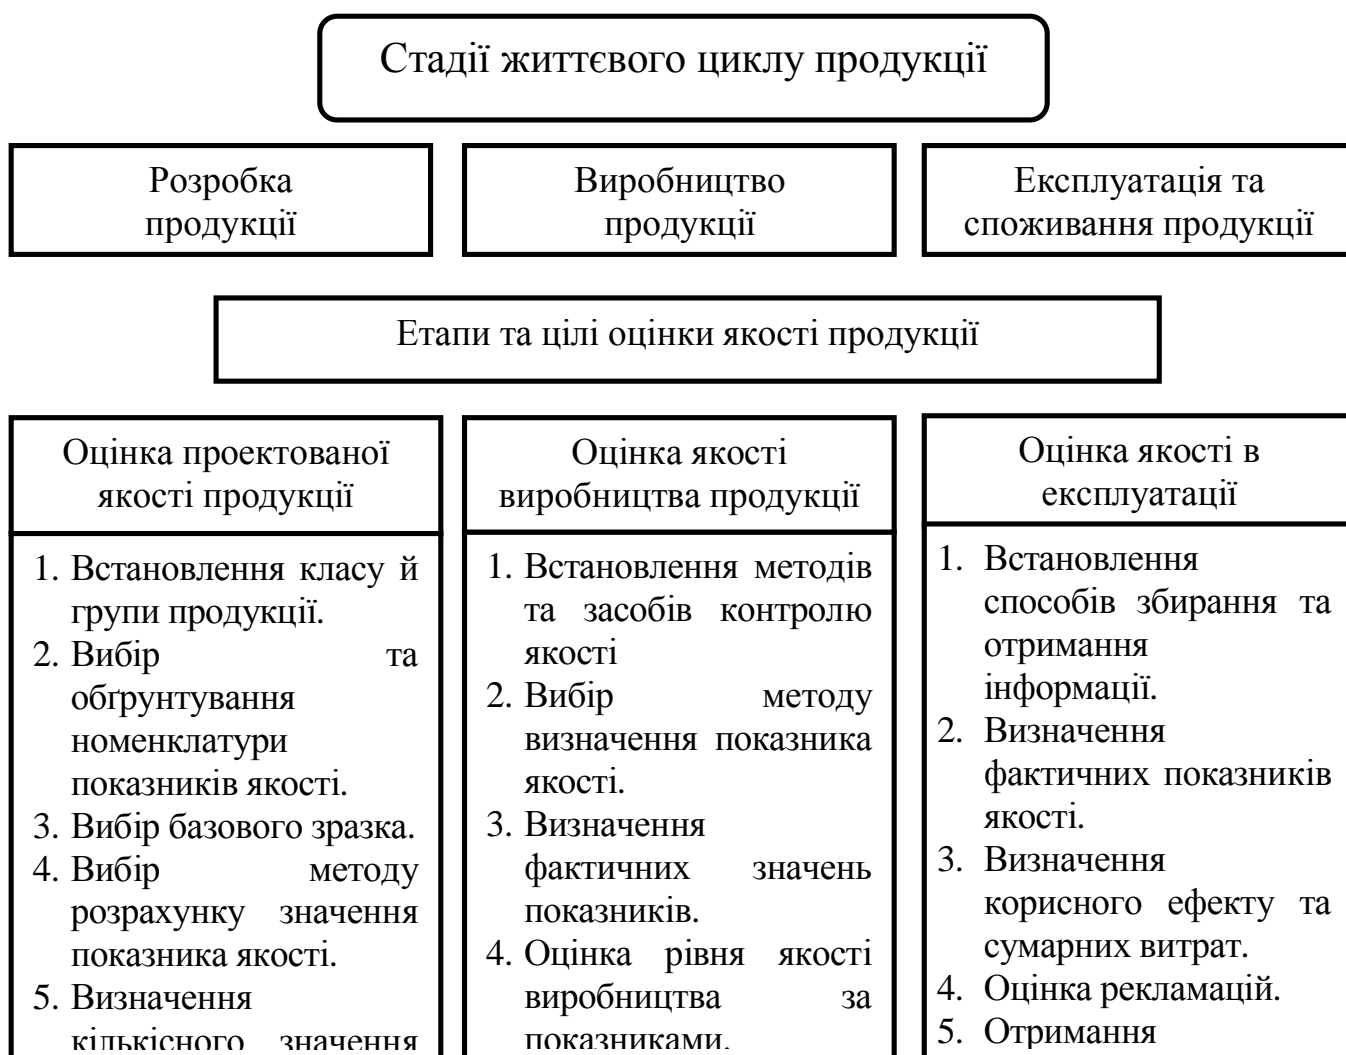 Стадії життєвого циклу продукції
Розробка
продукції
Виробництво
продукції
Експлуатація та
споживання продукції
Етапи та цілі оцінки якості продукції
Оцінка проектованої
якості продукції
1. Встановлення класу й
групи продукції.
2. Вибір та
обґрунтування
номенклатури
показників якості.
3. Вибір базового зразка.
4. Вибір методу
розрахунку значення
показника якості.
5. Визначення
кількісного значення
Оцінка якості
виробництва продукції
1. Встановлення методів
та засобів контролю
якості
2. Вибір методу
визначення показника
якості.
3. Визначення
фактичних значень
показників.
4. Оцінка рівня якості
виробництва за
показниками.
Оцінка якості в
експлуатації
1. Встановлення
способів збирання та
отримання
інформації.
2. Визначення
фактичних показників
якості.
3. Визначення
корисного ефекту та
сумарних витрат.
4. Оцінка рекламацій.
5. Отримання